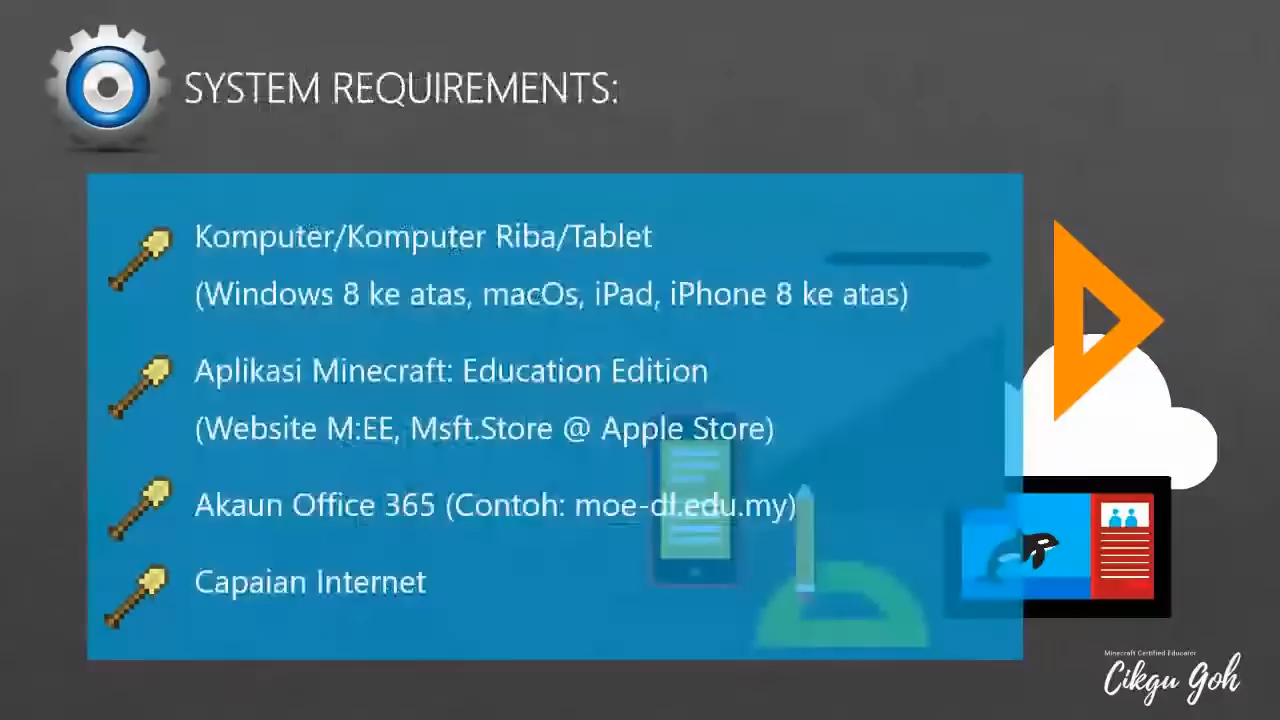 SYSTEM REQUIREMENTS:
Komputer/Komputer Riba/Tablet
(Windows 8 ke atas, macOs, iPad, iPhone 8 ke atas)
Aplikasi Minecraft: Education Edition
(Website M:EE, Msft.Store @ Apple Store)
Akaun Office 365 (Contoh: moe-dl.edu.my)
Capaian Internet
Minecraft Certified Educator
Cikgu Goh